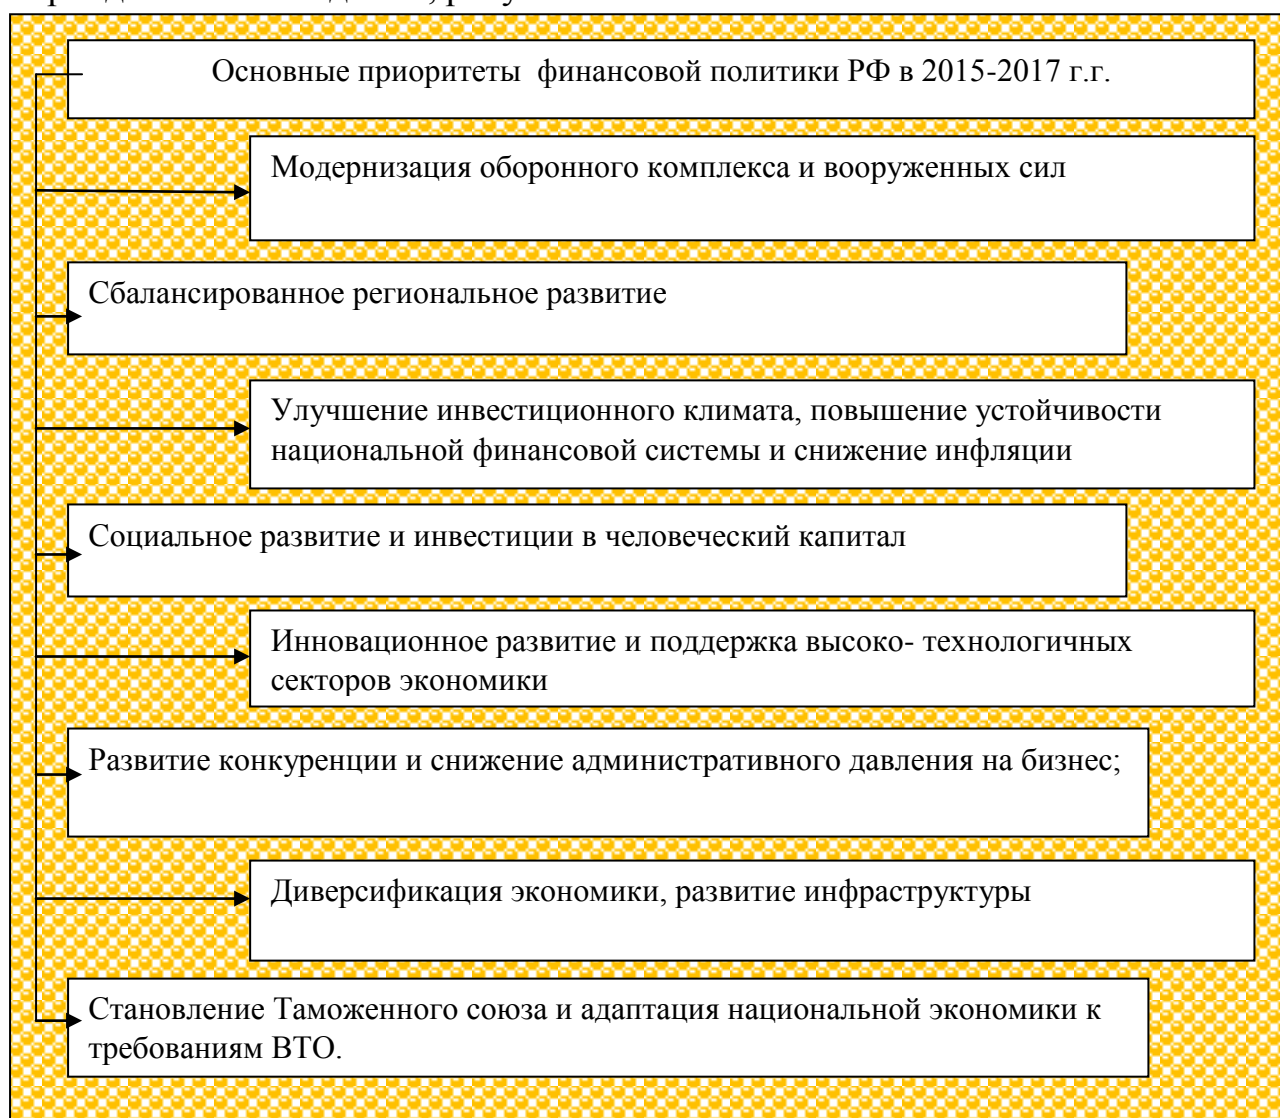 Основные приоритеты финансовой политики РФ в 2015-2017 г.г.
Модернизация оборонного комплекса и вооруженных сил
Сбалансированное региональное развитие
Улучшение инвестиционного климата, повышение устойчивости
национальной финансовой системы и снижение инфляции
Социальное развитие и инвестиции в человеческий капитал
Инновационное развитие и поддержка высоко- технологичных
секторов экономики
Развитие конкуренции и снижение административного давления на бизнес;
Диверсификация экономики, развитие инфраструктуры
Становление Таможенного союза и адаптация национальной экономики к
требованиям ВТО.